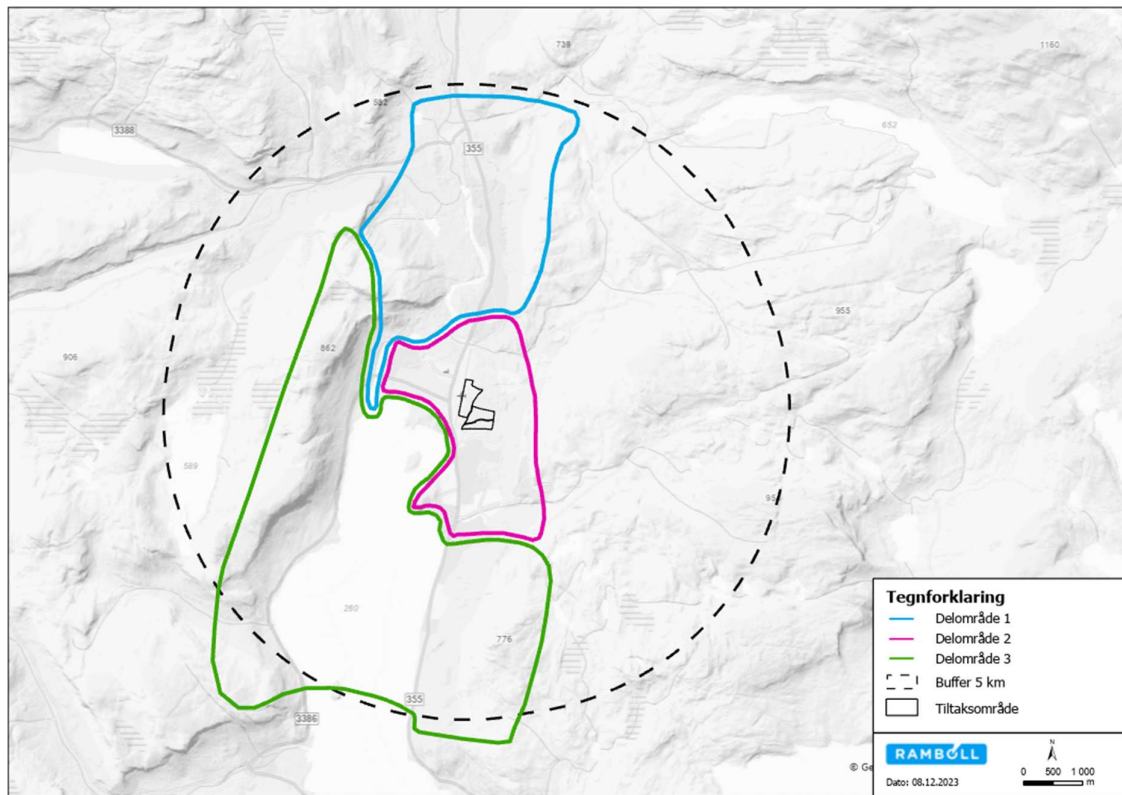 738
1160
582
652
3388
355
955
906
862
589
95
260
776
355
3386
Tegnforklaring
Delområde 1
Delområde 2
Delområde 3
Buffer 5 km
Tiltaksområde
© Ge
RAMBOLL
N
Dato: 08.12.2023
0 500 1 000
m